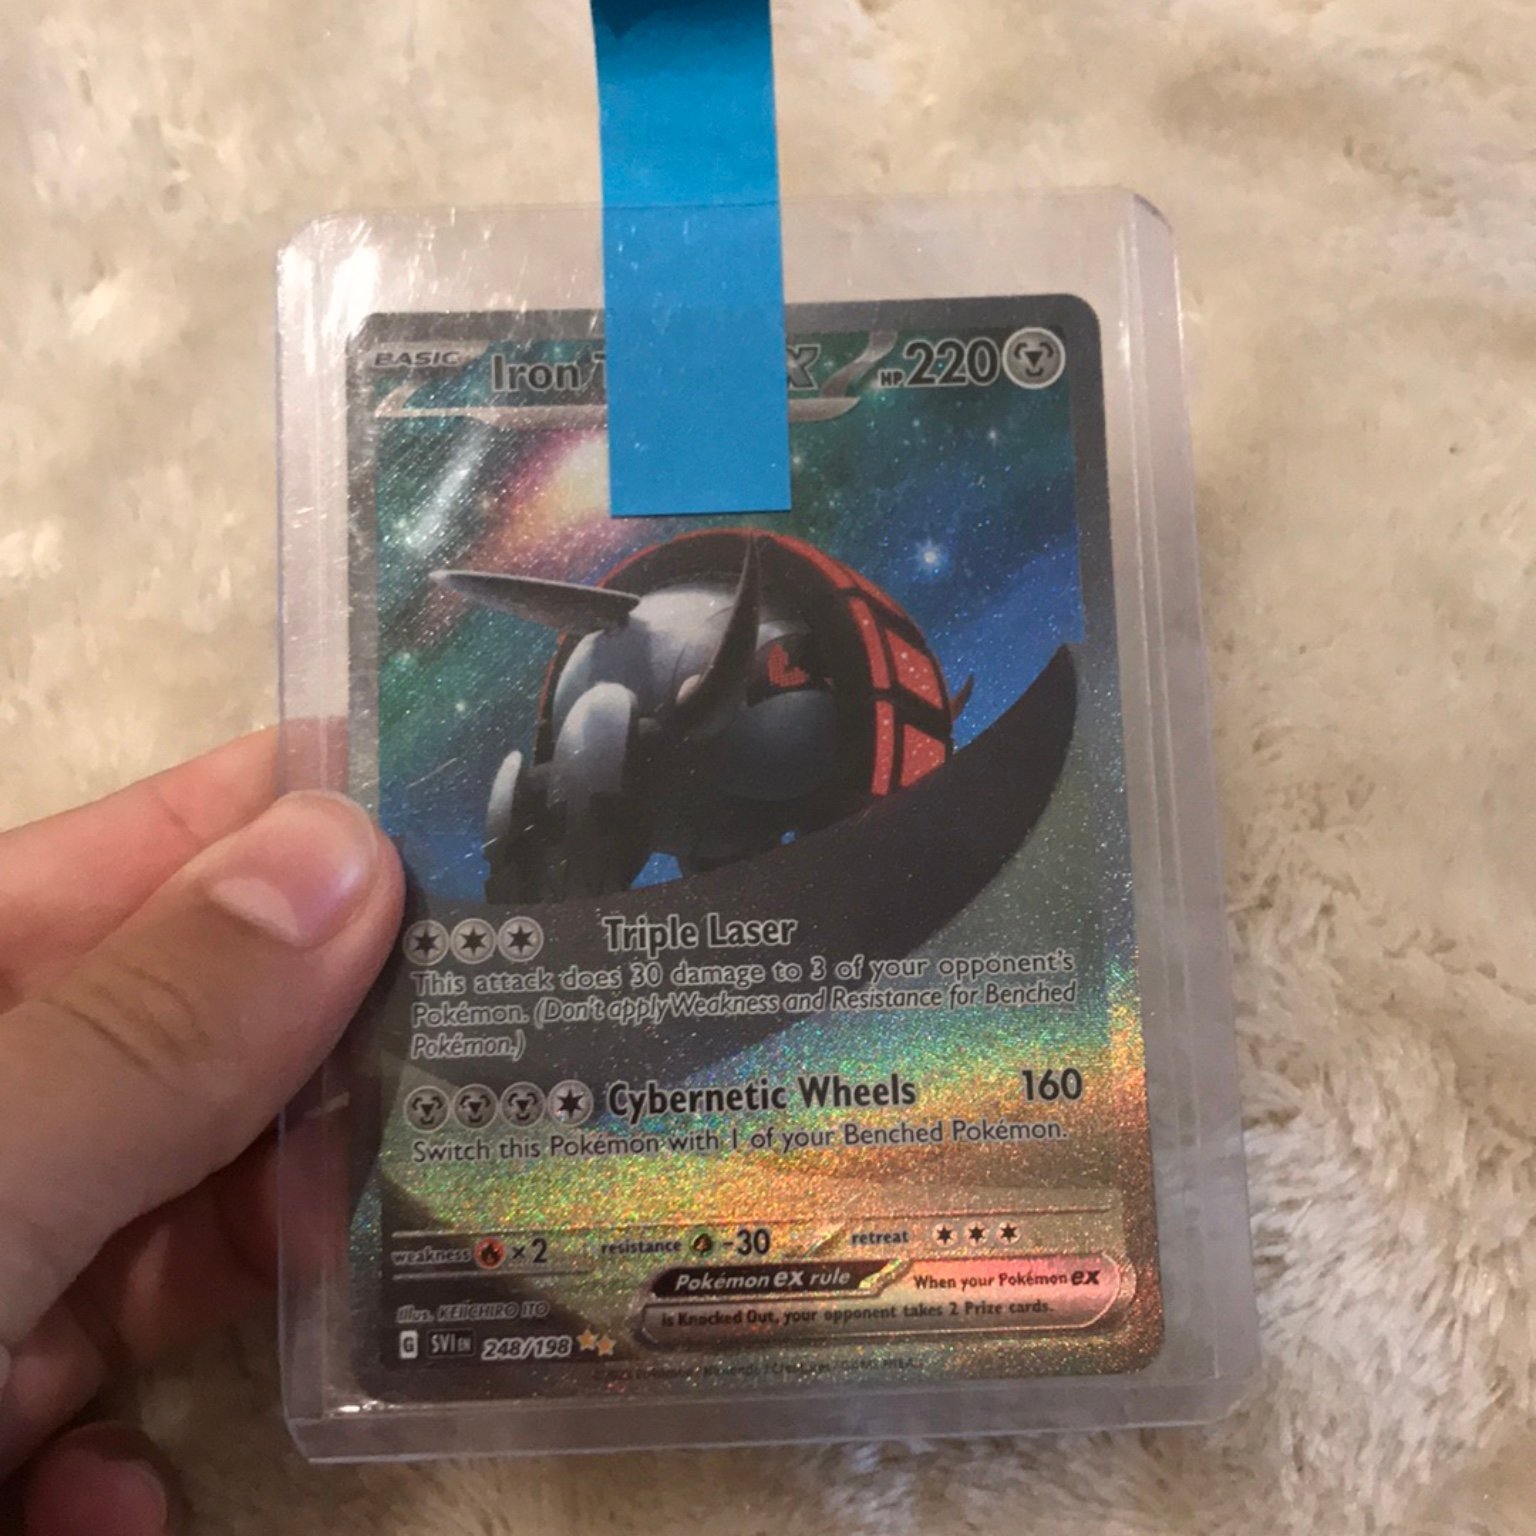 BASIC Iron T x HP 220
Triple Laser
This attack does 30 damage to 3 of your opponent's
Pokémon. (Don't apply Weakness and Resistance for Benched
Pokémon.)
Cybernetic Wheels 160
Switch this Pokémon with 1 of your Benched Pokémon.
weakness ×2 resistance -30 retreat
Pokémon ex rule When your Pokémon ex
is Knocked Out, your opponent takes 2 Prize cards.
Illus. KEIICHIRO ITO
G SVI EN 248/198